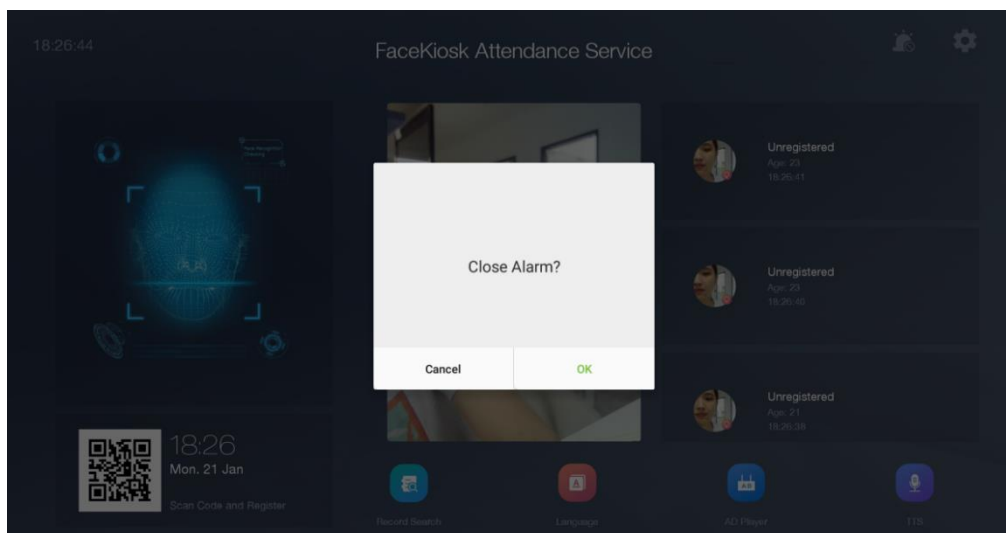 18:26:44
FaceKiosk Attendance Service
Unregistered
Age: 23
18:26:41
Close Alarm?
Unregistered
Age: 23
18:26:40
Cancel
OK
Unregistered
Age: 21
18:26:39
18:26
Mon. 21 Jan
Scan Code and Register
Record Search
Language
AD Player
TTS